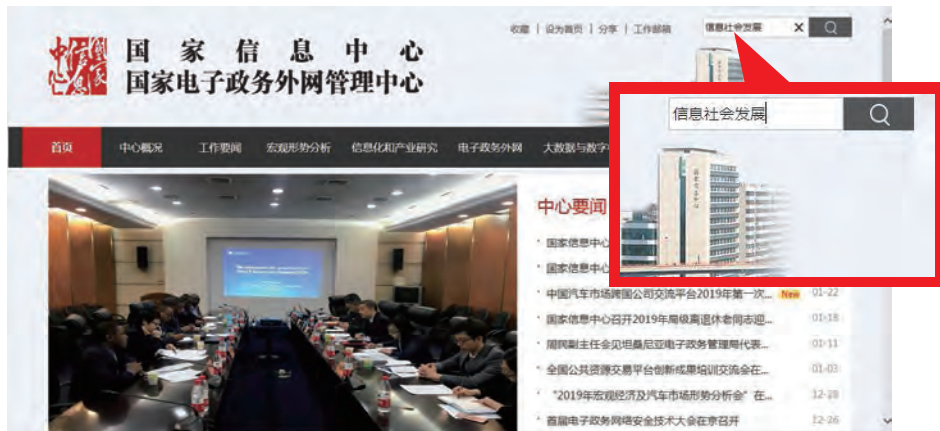 收藏 | 设为首页 | 分享 | 工作邮箱
信息社会发展
国家信息中心
国家电子政务外网管理中心
信息社会发展
首页 中心概况 工作要闻 宏观形势分析 信息化和产业研究 电子政务外网 大数据与数字
中心要闻
国家信息中心
国家信息中心
中国汽车市场跨国公司交流平台2019年第一次... New 01-22
国家信息中心召开2019年局级离退休老同志迎... 01-18
周民副主任会见坦桑尼亚电子政务管理局代表... 01-11
全国公共资源交易平台创新成果培训交流会在... 01-03
“2019年宏观经济及汽车市场形势分析会”在... 12-28
首届电子政务网络安全技术大会在京召开 12-26